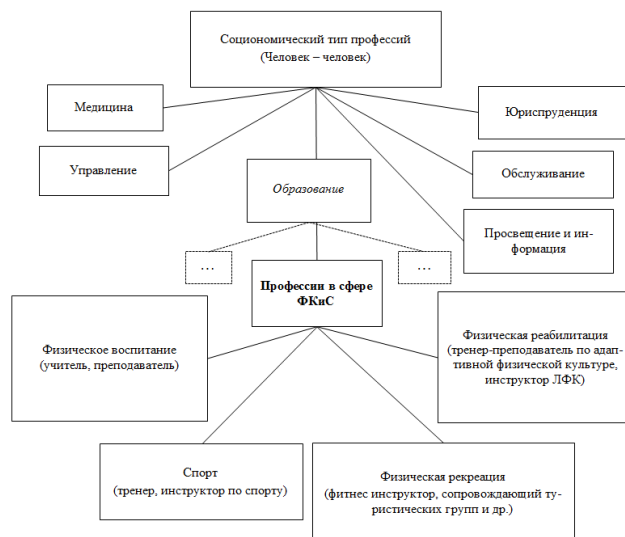 Социономический тип профессий
(Человек – человек)
Медицина
Юриспруденция
Управление
Обслуживание
Образование
Просвещение и ин-
формация
...
...
Профессии в сфере
ФКиС
Физическое воспитание
(учитель, преподаватель)
Физическая реабилитация
(тренер-преподаватель по адап-
тивной физической культуре,
инструктор ЛФК)
Спорт
(тренер, инструктор по спорту)
Физическая рекреация
(фитнес инструктор, сопровождающий ту-
ристических групп и др.)